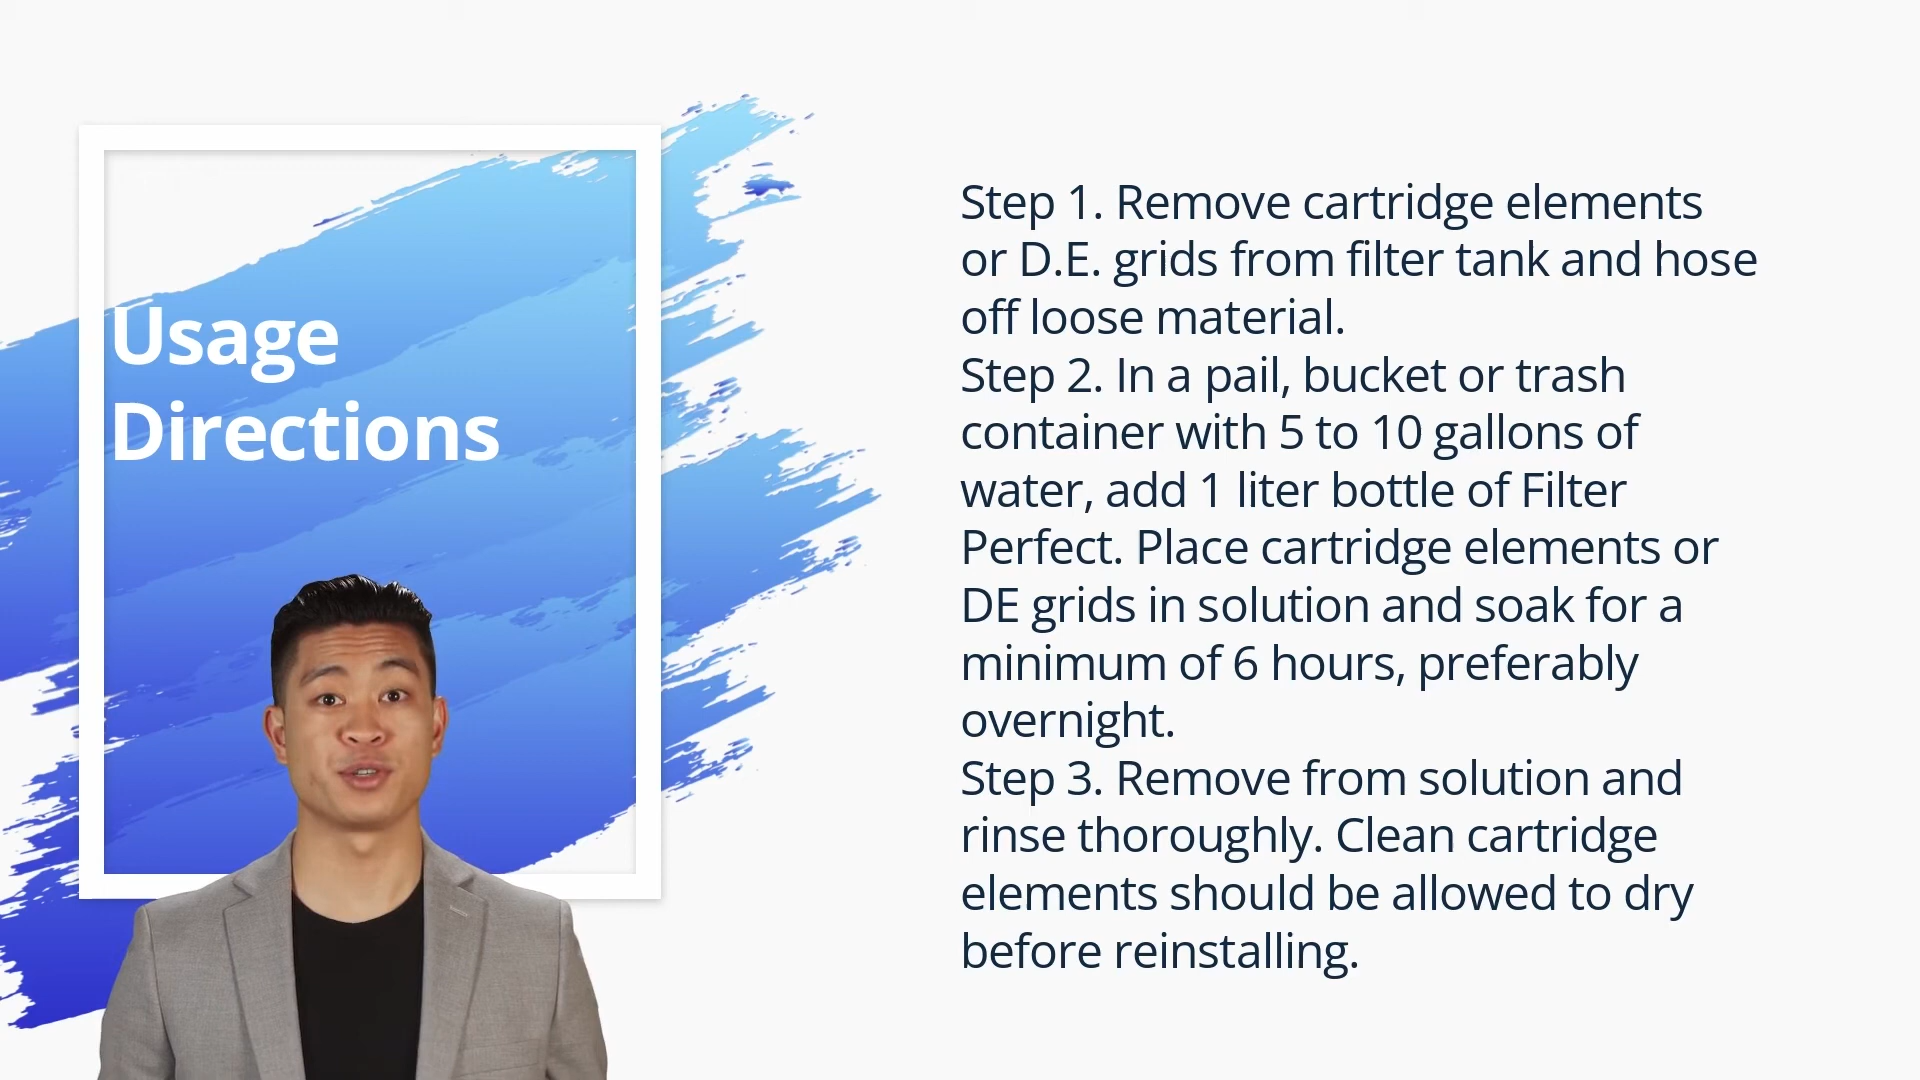 Usage
Directions
Step 1. Remove cartridge elements
or D.E. grids from filter tank and hose
off loose material.
Step 2. In a pail, bucket or trash
container with 5 to 10 gallons of
water, add 1 liter bottle of Filter
Perfect. Place cartridge elements or
DE grids in solution and soak for a
minimum of 6 hours, preferably
overnight.
Step 3. Remove from solution and
rinse thoroughly. Clean cartridge
elements should be allowed to dry
before reinstalling.